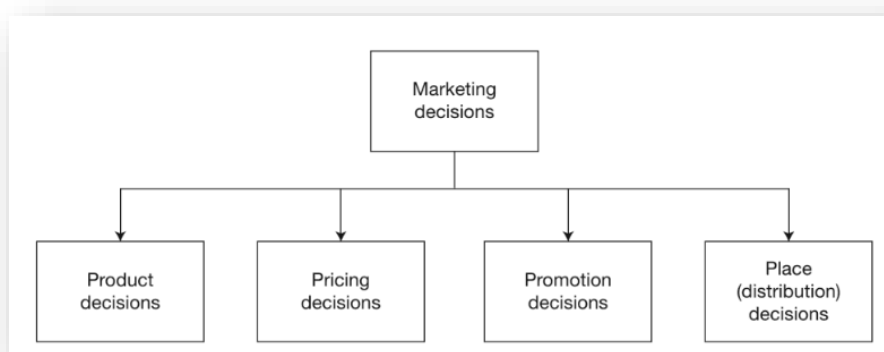 Marketing
decisions
Product
decisions
Pricing
decisions
Promotion
decisions
Place
(distribution)
decisions